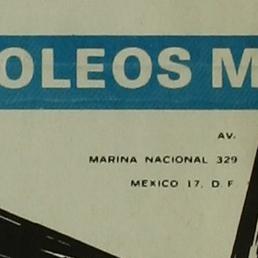 OLEOS M
AV.
MARINA NACIONAL 329
MEXICO 17, D. F